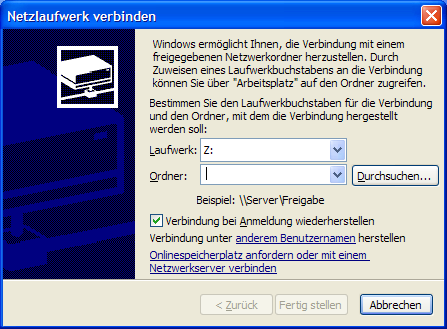 Netzlaufwerk verbinden
Windows ermöglicht Ihnen, die Verbindung mit einem
freigegebenen Netzwerkordner herzustellen. Durch
Zuweisen eines Laufwerkbuchstabens an die Verbindung
können Sie über "Arbeitsplatz" auf den Ordner zugreifen.
Bestimmen Sie den Laufwerkbuchstaben für die Verbindung
und den Ordner, mit dem die Verbindung hergestellt
werden soll:
Laufwerk: Z:
Ordner: Durchsuchen...
Beispiel: \\Server\Freigabe
Verbindung bei Anmeldung wiederherstellen
Verbindung unter anderem Benutzernamen herstellen
Onlinespeicherplatz anfordern oder mit einem
Netzwerkserver verbinden
< Zurück Fertig stellen Abbrechen